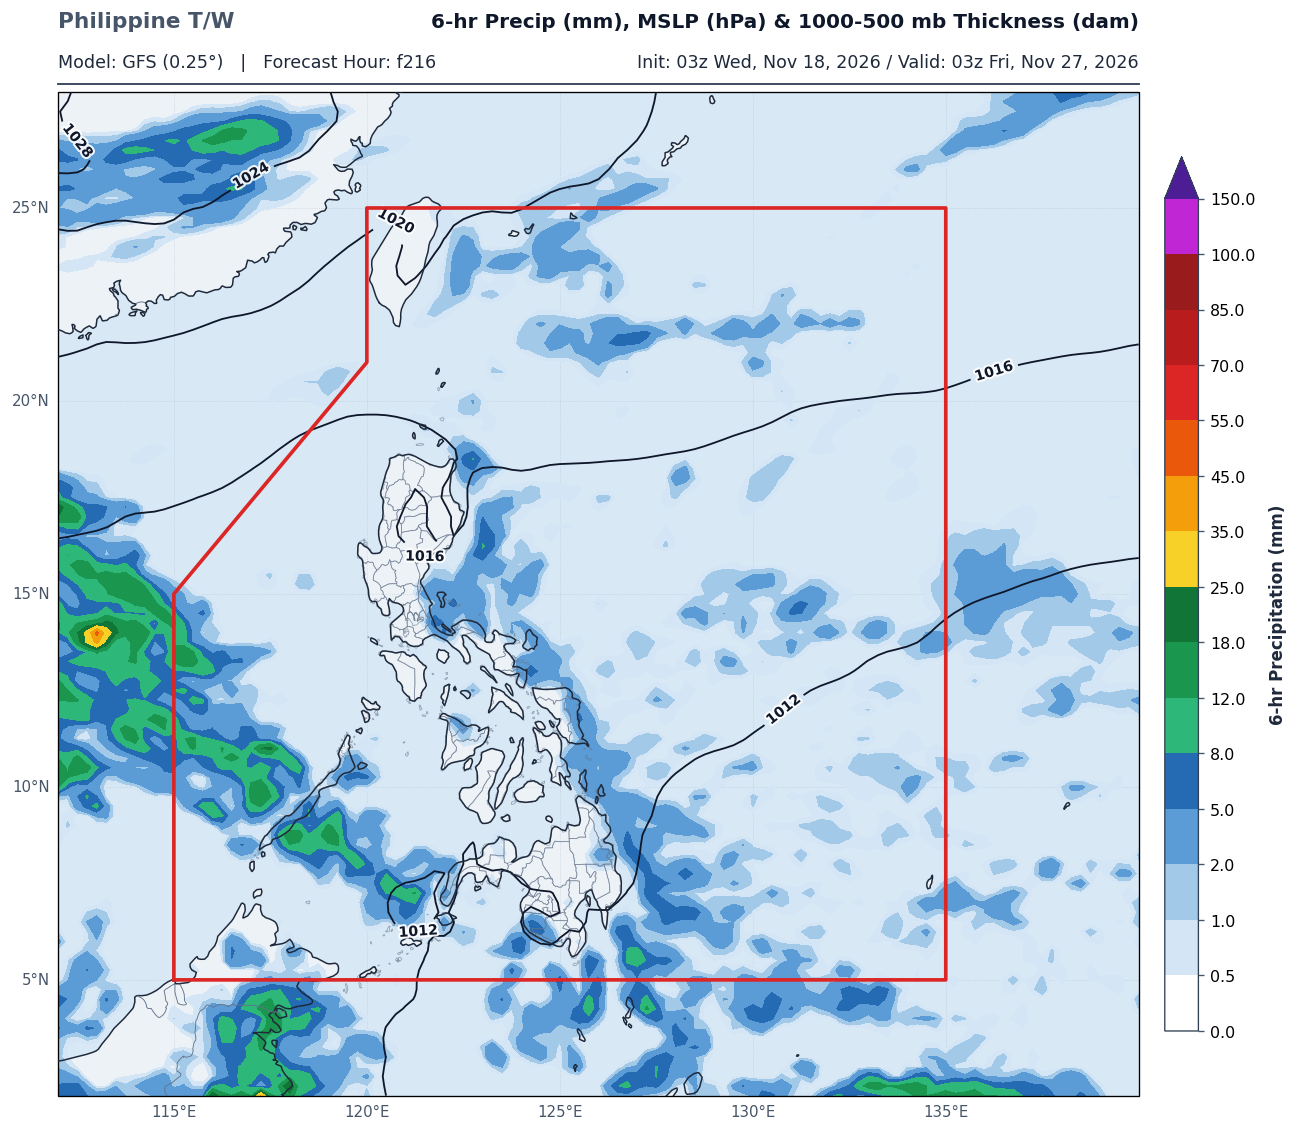 Philippine T/W
6-hr Precip (mm), MSLP (hPa) & 1000-500 mb Thickness (dam)
Model: GFS (0.25°) | Forecast Hour: f216
Init: 03z Wed, Nov 18, 2026 / Valid: 03z Fri, Nov 27, 2026
1028
1024
1020
1016
1016
1012
1012
25°N
20°N
15°N
10°N
5°N
115°E
120°E
125°E
130°E
135°E
150.0
100.0
85.0
70.0
55.0
45.0
35.0
25.0
18.0
12.0
8.0
5.0
2.0
1.0
0.5
0.0
6-hr Precipitation (mm)